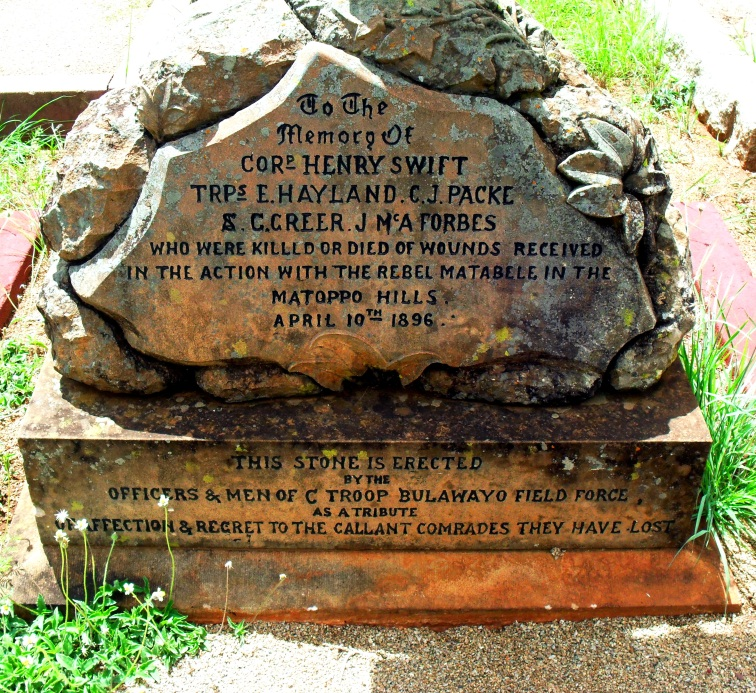 To The
Memory Of
CORP HENRY SWIFT
TRPS E. HAYLAND. C.J. PACKE
&. G. GREER. J McA FORBES
WHO WERE KILLLD OR DIED OF WOUNDS RECEIVED
IN THE ACTION WITH THE REBEL MATABELE IN THE
MATOPPO HILLS.
APRIL 10TH 1896.
THIS STONE IS ERECTED
BY THE
OFFICERS & MEN OF C TROOP BULAWAYO FIELD FORCE,
AS A TRIBUTE
OF AFFECTION & REGRET TO THE CALLANT COMRADES THEY HAVE LOST